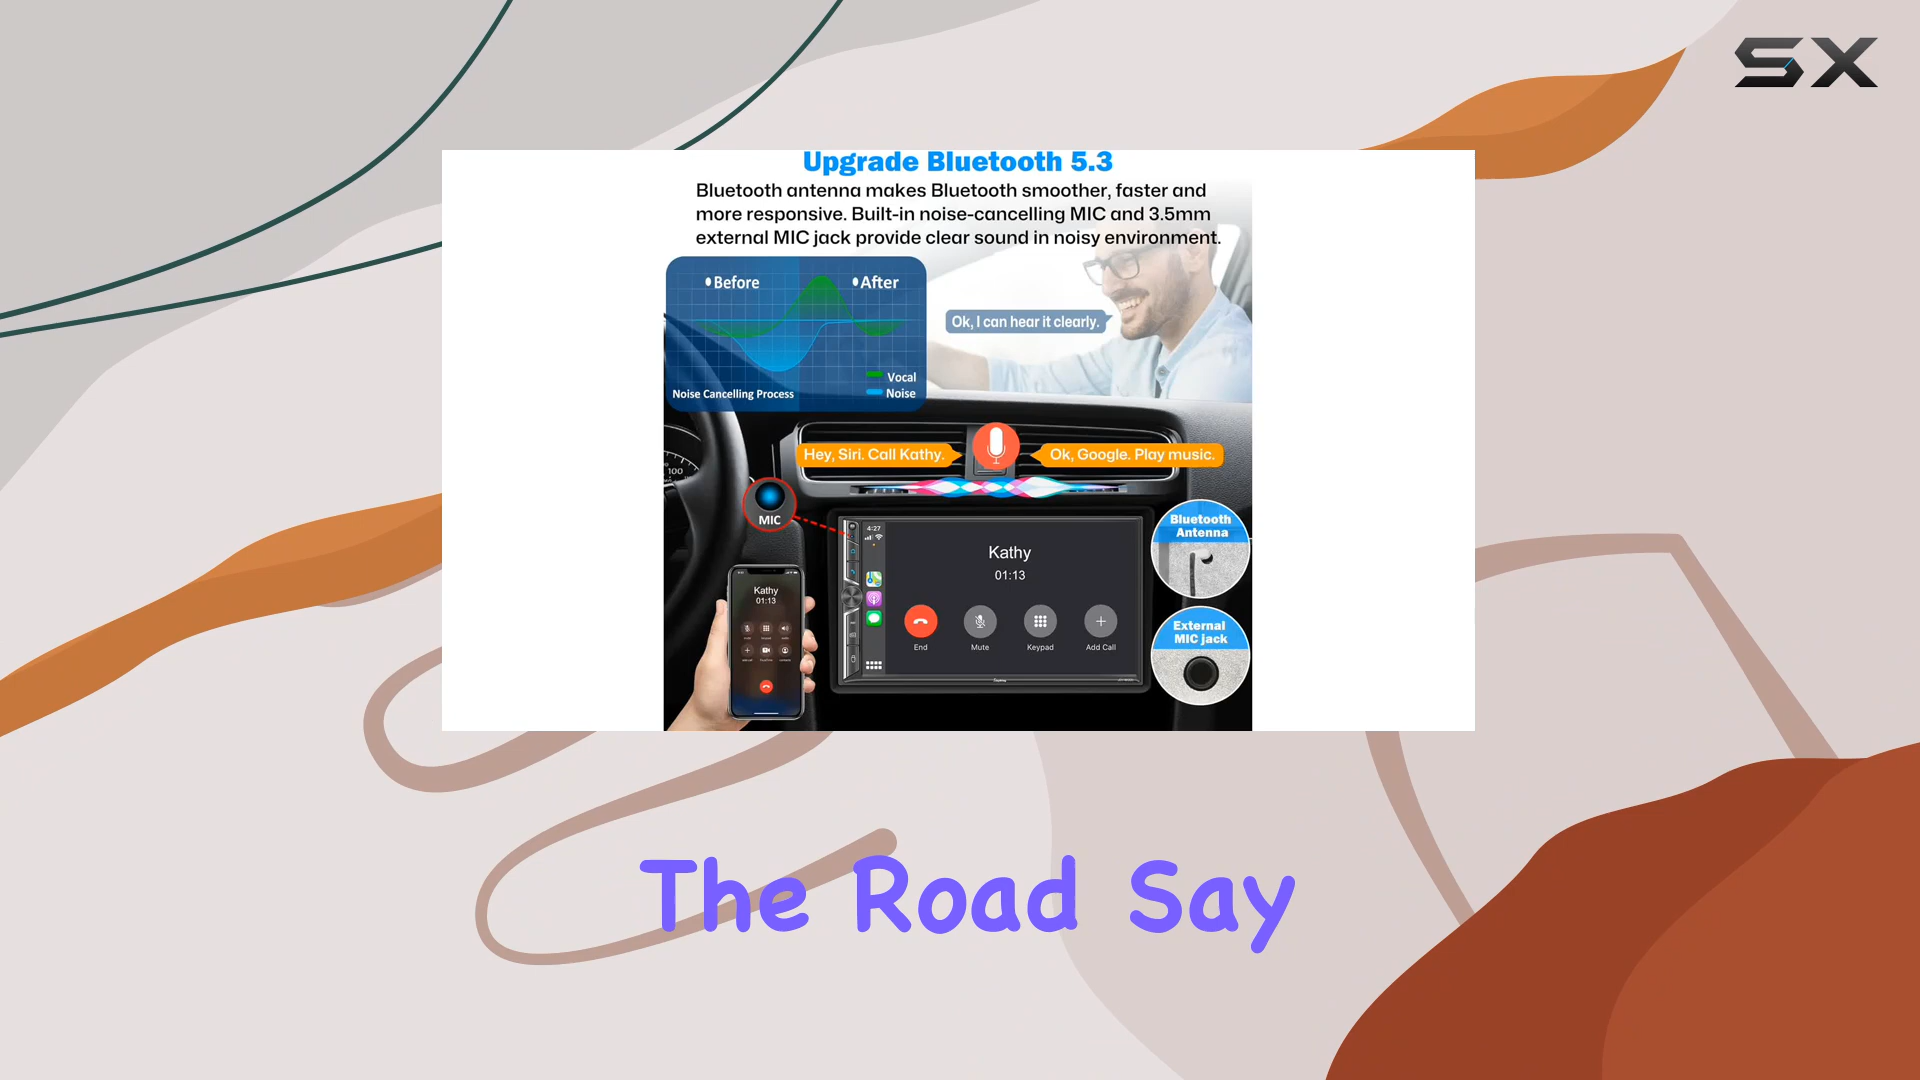 SX
Upgrade Bluetooth 5.3
Bluetooth antenna makes Bluetooth smoother, faster and
more responsive. Built-in noise-cancelling MIC and 3.5mm
external MIC jack provide clear sound in noisy environment.
Before
After
Vocal
Noise
Noise Cancelling Process
Ok, I can hear it clearly.
Hey, Siri. Call Kathy.
Ok, Google. Play music.
100
MIC
4:27
Kathy
01:13
End
Mute
Keypad
Add Call
Kathy
01:13
Bluetooth
Antenna
External
MIC jack
The Road Say